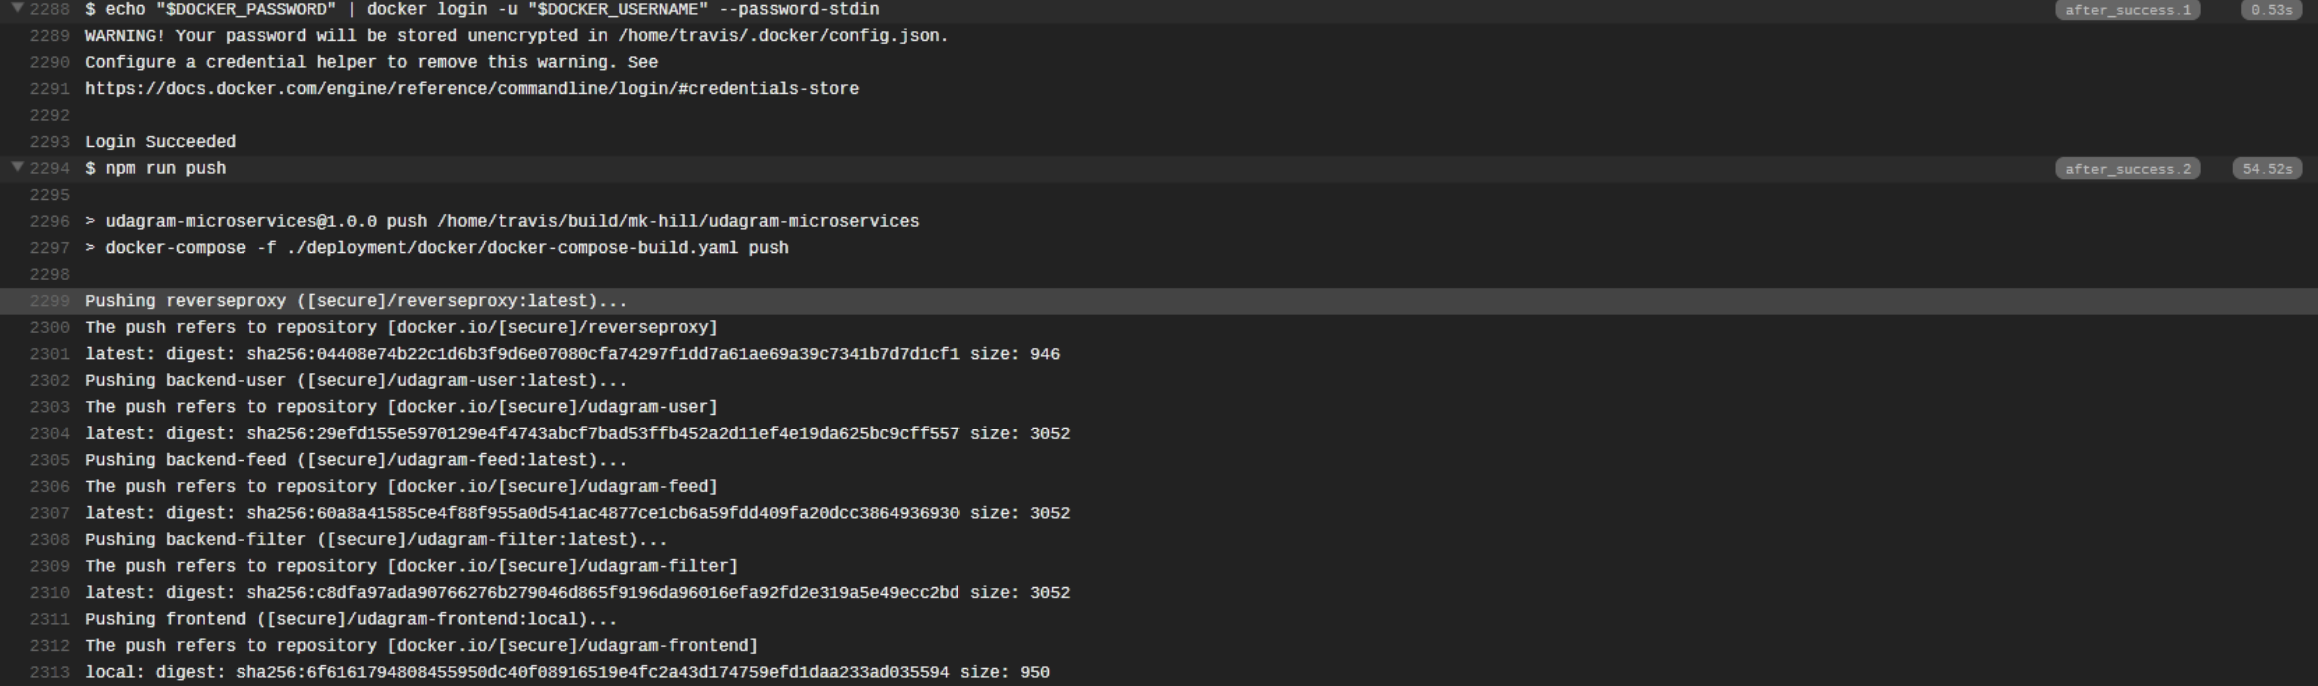 2288 $ echo "$DOCKER_PASSWORD" | docker login -u "$DOCKER_USERNAME" --password-stdin after_success.1 0.53s
2289 WARNING! Your password will be stored unencrypted in /home/travis/.docker/config.json.
2290 Configure a credential helper to remove this warning. See
2291 https://docs.docker.com/engine/reference/commandline/login/#credentials-store
2292
2293 Login Succeeded
2294 $ npm run push after_success.2 54.52s
2295
2296 > udagram-microservices@1.0.0 push /home/travis/build/mk-hill/udagram-microservices
2297 > docker-compose -f ./deployment/docker/docker-compose-build.yaml push
2298
2299 Pushing reverseproxy ([secure]/reverseproxy:latest)...
2300 The push refers to repository [docker.io/[secure]/reverseproxy]
2301 latest: digest: sha256:04408e74b22c1d6b3f9d6e07080cfa74297f1dd7a61ae69a39c7341b7d7d1cf1 size: 946
2302 Pushing backend-user ([secure]/udagram-user:latest)...
2303 The push refers to repository [docker.io/[secure]/udagram-user]
2304 latest: digest: sha256:29efd155e5970129e4f4743abcf7bad53ffb452a2d11ef4e19da625bc9cff557 size: 3052
2305 Pushing backend-feed ([secure]/udagram-feed:latest)...
2306 The push refers to repository [docker.io/[secure]/udagram-feed]
2307 latest: digest: sha256:60a8a41585ce4f88f955a0d541ac4877ce1cb6a59fdd409fa20dcc3864936930 size: 3052
2308 Pushing backend-filter ([secure]/udagram-filter:latest)...
2309 The push refers to repository [docker.io/[secure]/udagram-filter]
2310 latest: digest: sha256:c8dfa97ada90766276b279046d865f9196da96016efa92fd2e319a5e49ecc2bd size: 3052
2311 Pushing frontend ([secure]/udagram-frontend:local)...
2312 The push refers to repository [docker.io/[secure]/udagram-frontend]
2313 local: digest: sha256:6f6161794808455950dc40f08916519e4fc2a43d174759efd1daa233ad035594 size: 950